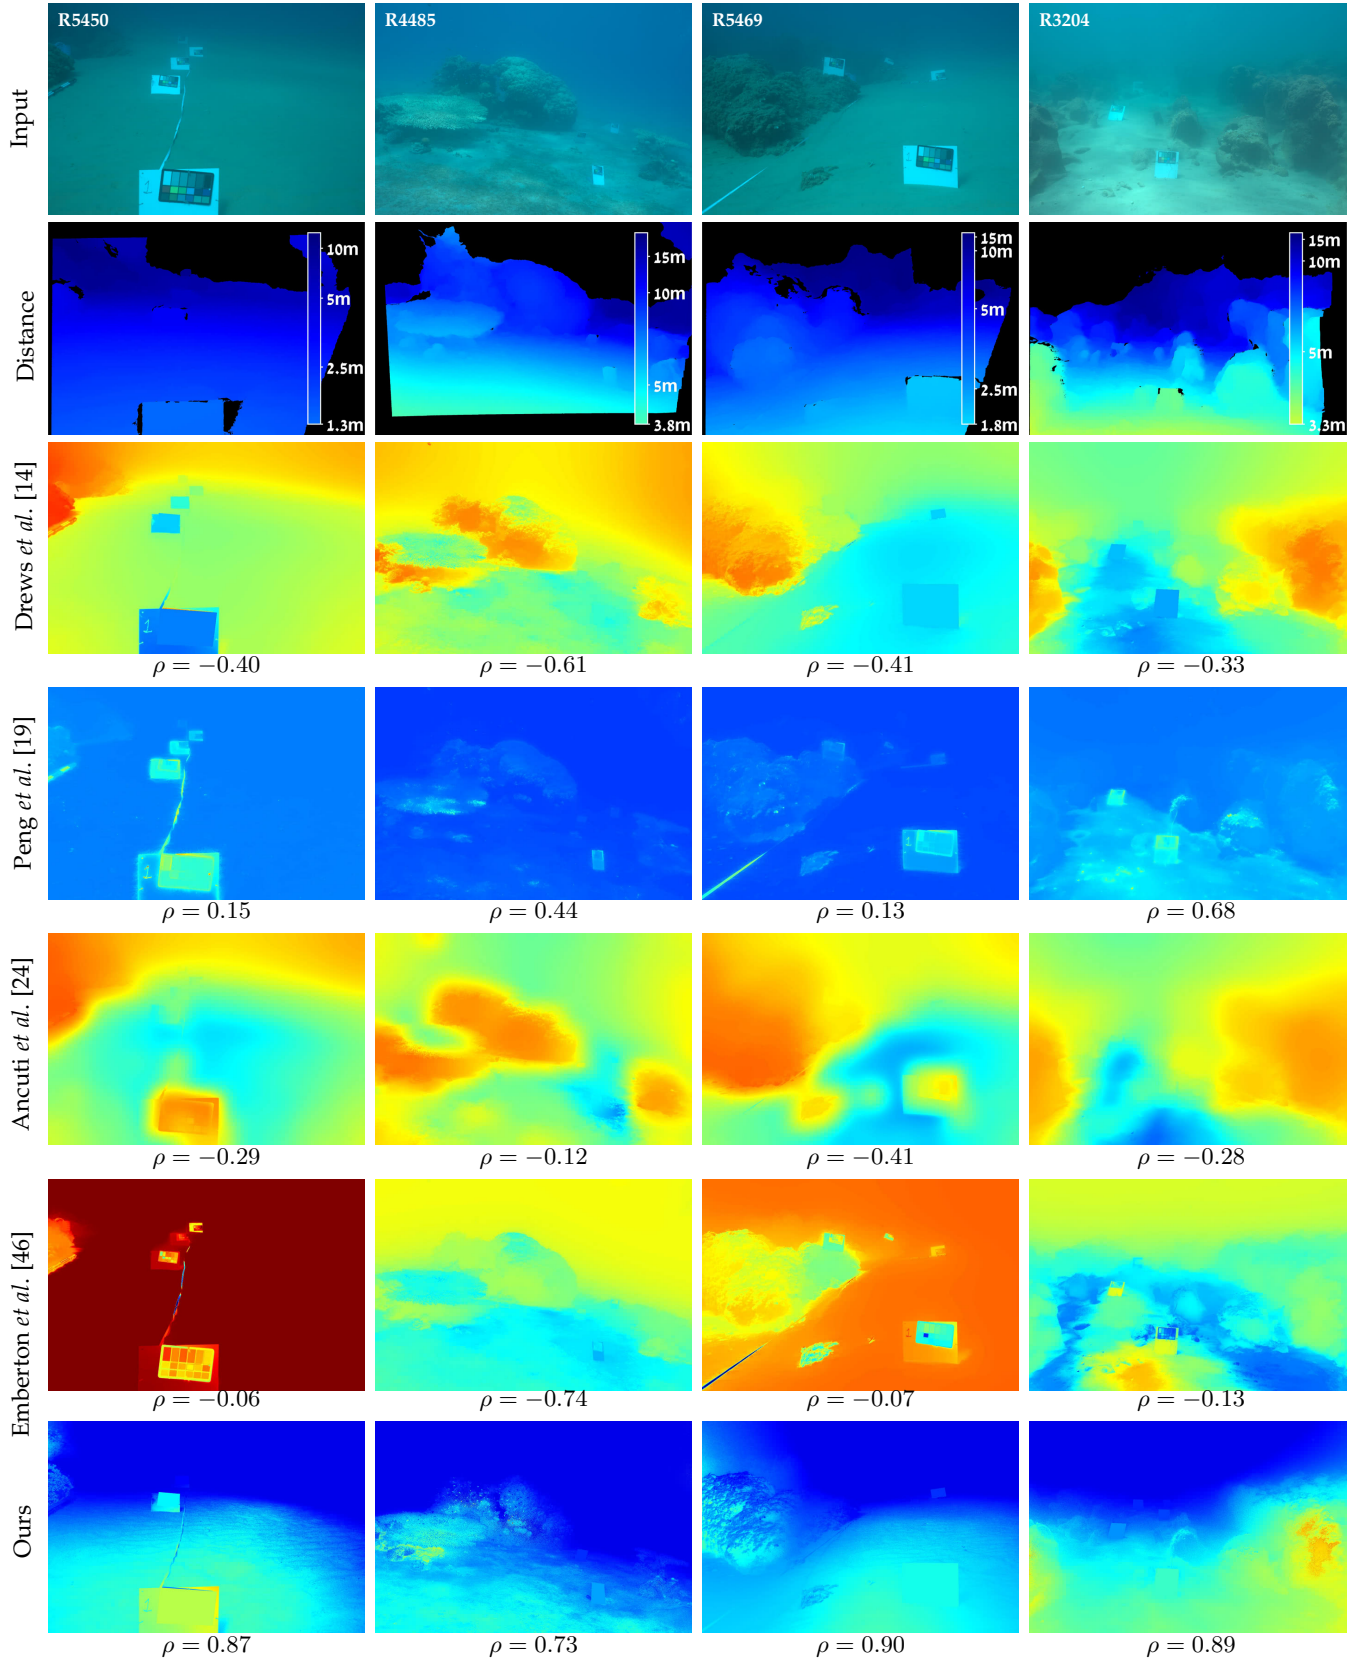 R5450 R4485 R5469 R3204
Input
Distance
10m 15m 15m 15m
5m 10m 10m 10m
2.5m 5m 5m 5m
1.3m 3.8m 2.5m 3.3m
1.8m
Drews et al. [14]
ρ = −0.40 ρ = −0.61 ρ = −0.41 ρ = −0.33
Peng et al. [19]
ρ = 0.15 ρ = 0.44 ρ = 0.13 ρ = 0.68
Ancuti et al. [24]
ρ = −0.29 ρ = −0.12 ρ = −0.41 ρ = −0.28
Emberton et al. [46]
ρ = −0.06 ρ = −0.74 ρ = −0.07 ρ = −0.13
Ours
ρ = 0.87 ρ = 0.73 ρ = 0.90 ρ = 0.89